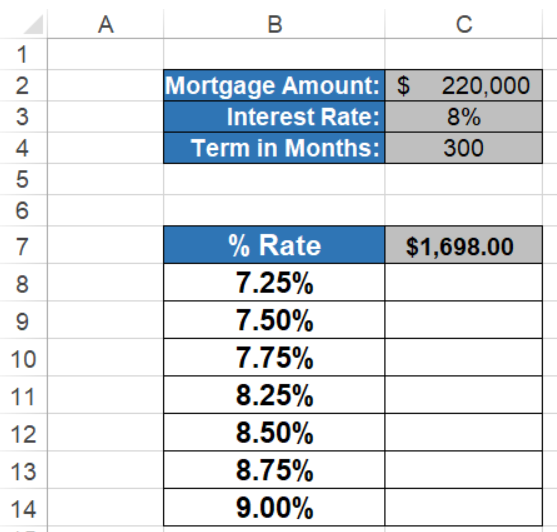 A B C
1
2 Mortgage Amount: $ 220,000
3 Interest Rate: 8%
4 Term in Months: 300
5
6
7 % Rate $1,698.00
8 7.25%
9 7.50%
10 7.75%
11 8.25%
12 8.50%
13 8.75%
14 9.00%